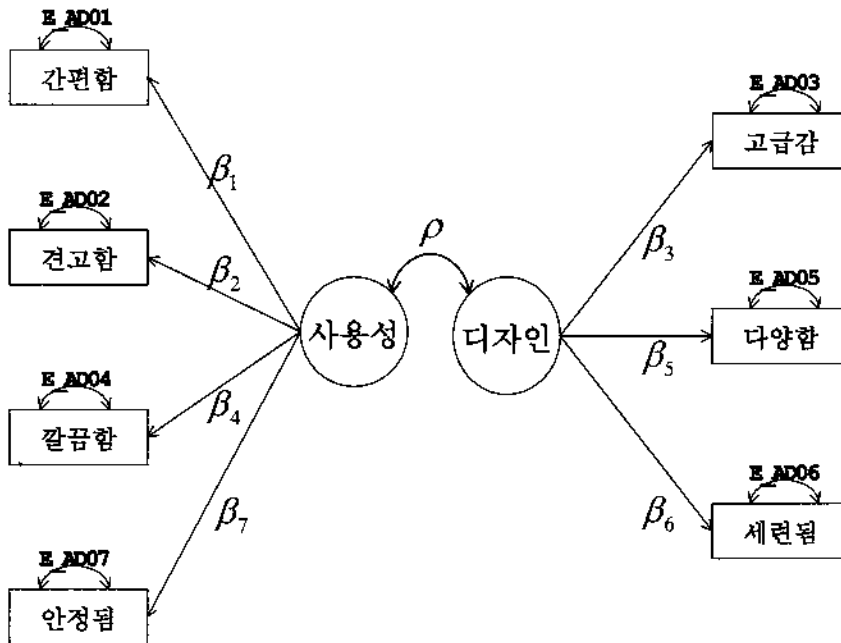 E_AD01
간편함
β1
E_AD02
견고함
β2
E_AD04
깔끔함
β4
E_AD07
안정됨
β7
사용성
ρ
디자인
E_AD03
고급감
β3
E_AD05
다양함
β5
E_AD06
세련됨
β6